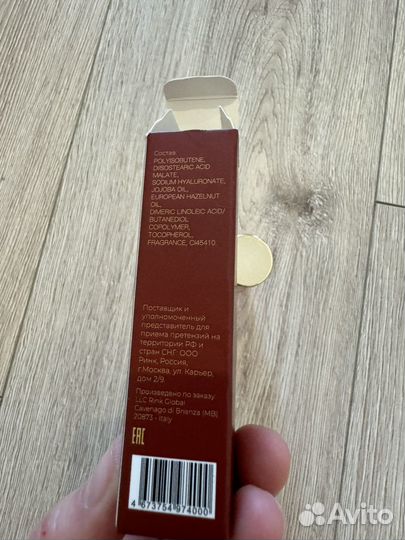 Состав:
POLYISOBUTENE,
DIISOSTEARIC ACID
MALATE,
SODIUM HYALURONATE,
JOJOBA OIL,
EUROPEAN HAZELNUT
OIL,
DIMERIC LINOLEIC ACID/
BUTANEDIOL
COPOLYMER,
TOCOPHEROL,
FRAGRANCE, CI45410.
Поставщик и
уполномоченный
представитель для
приема претензий на
территории РФ и
стран СНГ: ООО
Ринк, Россия,
г.Москва, ул. Карьер,
дом 2/9.
Произведено по заказу:
LLC Rink Global
Cavenago di Brianza (MB)
20873 - Italy
EAC
4 673754 974000
Avito